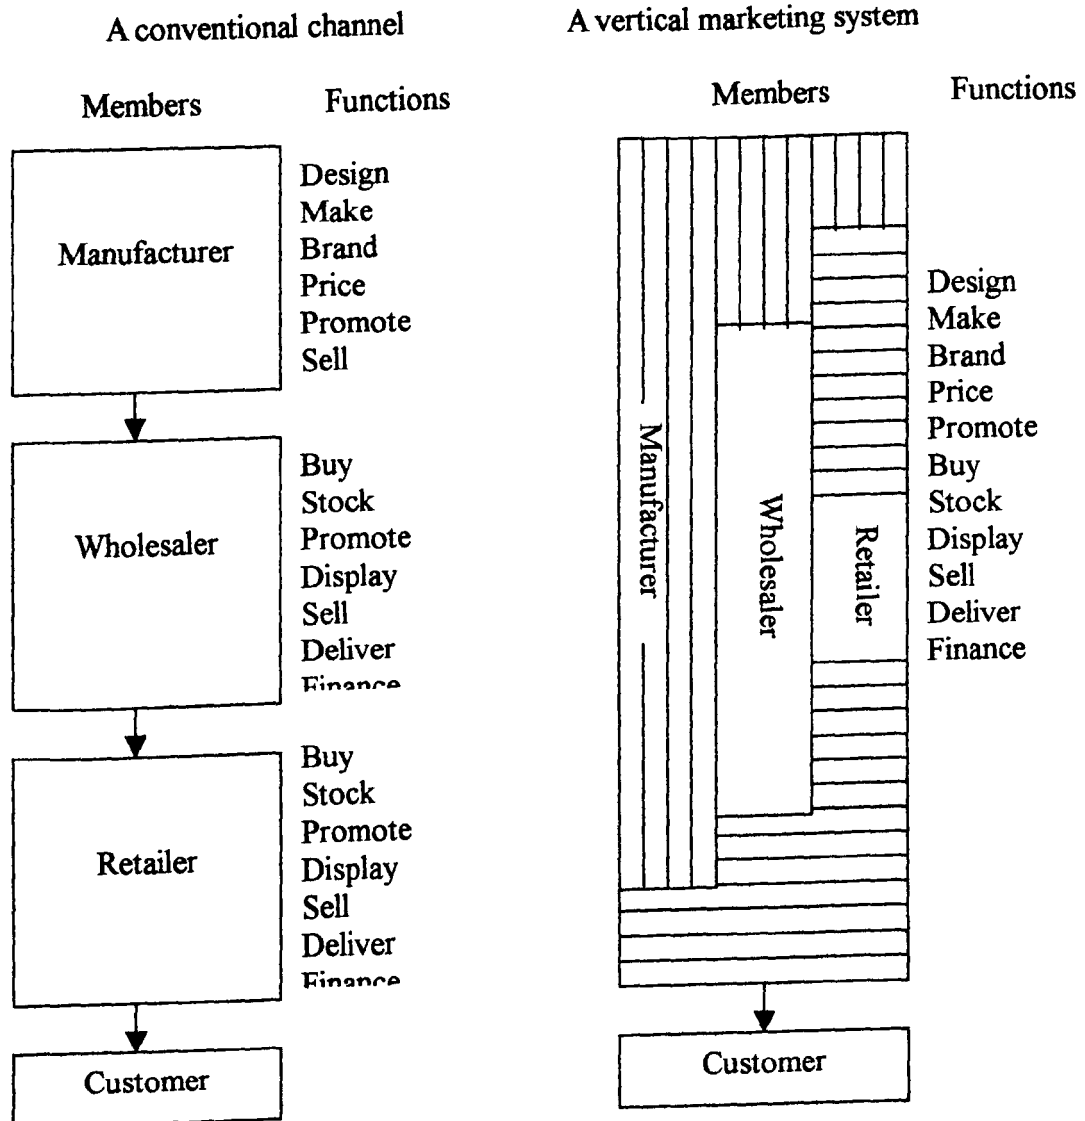 A conventional channel
Members
Functions
Manufacturer
Design
Make
Brand
Price
Promote
Sell
Wholesaler
Buy
Stock
Promote
Display
Sell
Deliver
Finance
Retailer
Buy
Stock
Promote
Display
Sell
Deliver
Finance
Customer
A vertical marketing system
Members
Functions
Manufacturer
Wholesaler
Retailer
Design
Make
Brand
Price
Promote
Buy
Stock
Display
Sell
Deliver
Finance
Customer